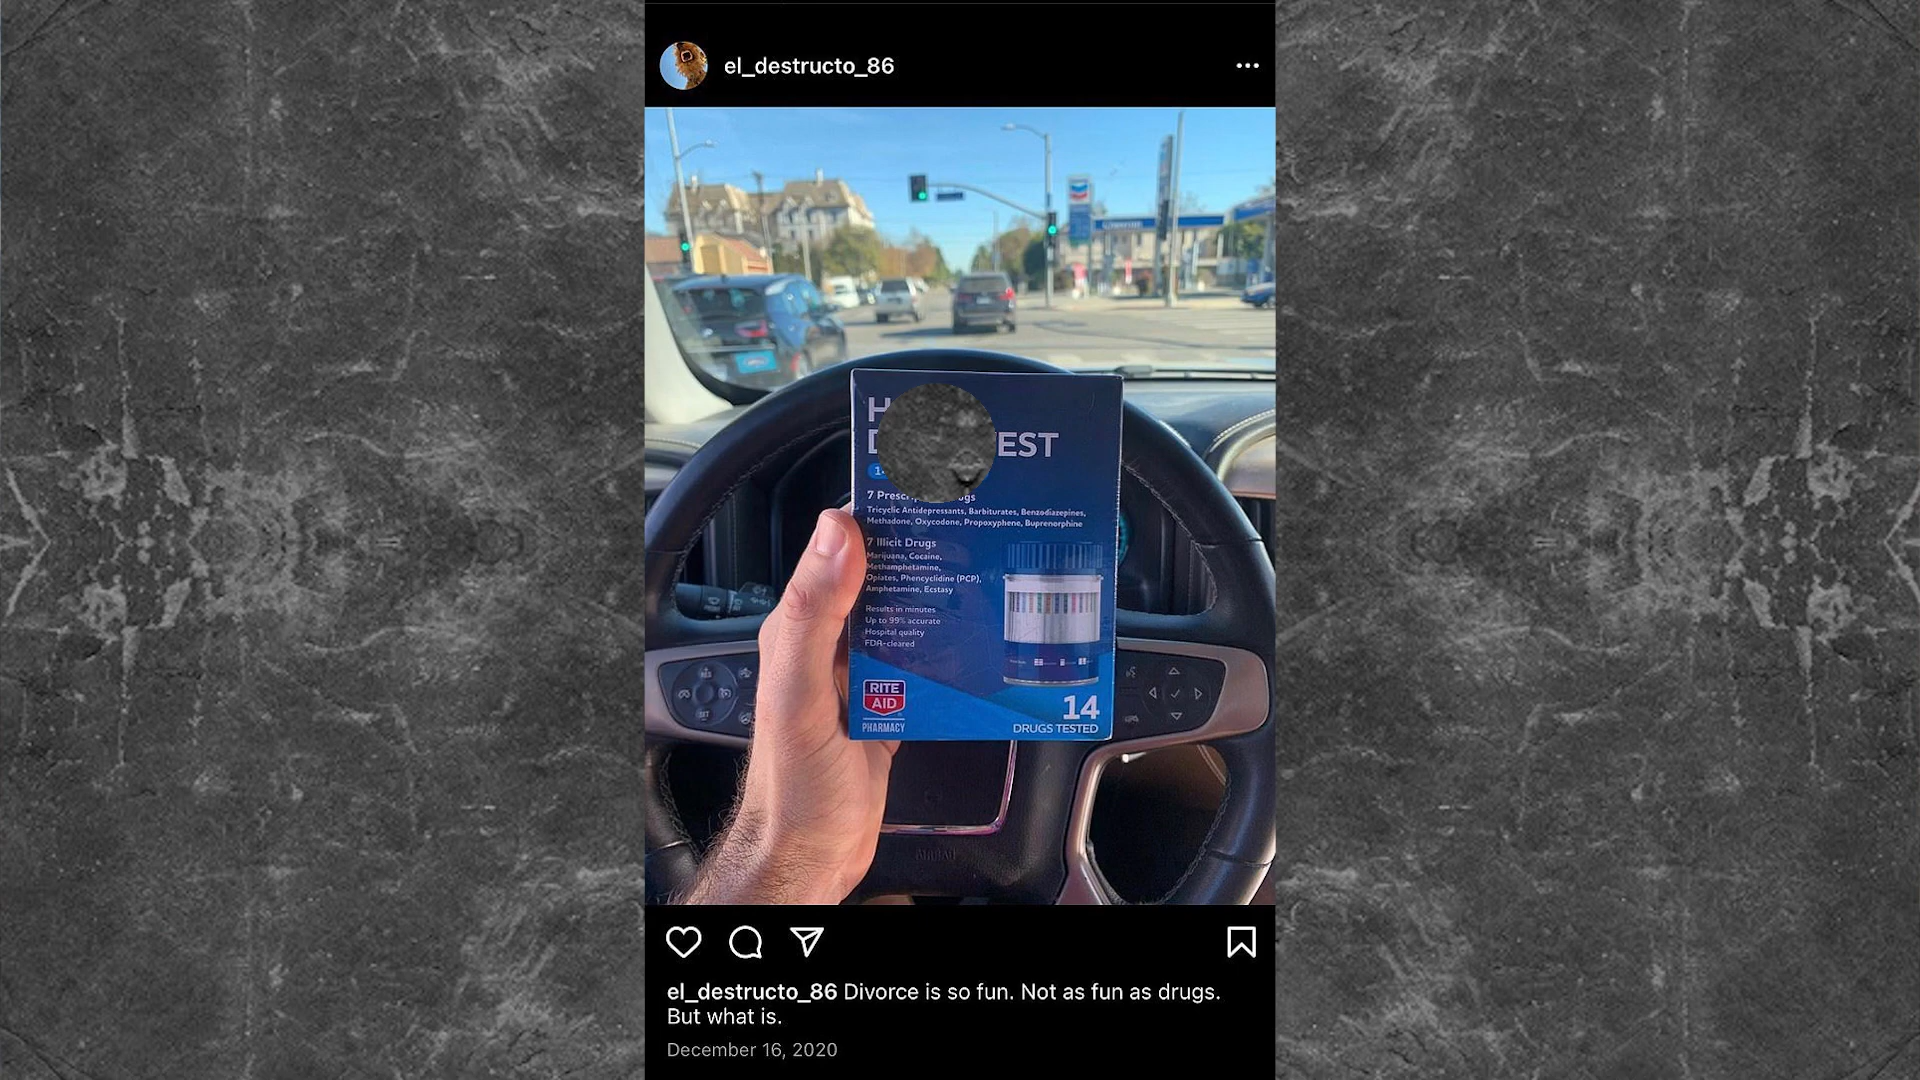 el_destructo_86
EST
7 Prescrip
Tricyclic Antidepressants, Barbiturates, Benzodiazepines,
Methadone, Oxycodone, Propoxyphene, Buprenorphine
7 Illicit Drugs
Marijuana, Cocaine,
Methamphetamine,
Opiates, Phencyclidine (PCP),
Amphetamine, Ecstasy
Results in minutes
Up to 99% accurate
Hospital quality
FDA-cleared
RITE
AID
PHARMACY
14
DRUGS TESTED
el_destructo_86 Divorce is so fun. Not as fun as drugs.
But what is.
December 16, 2020